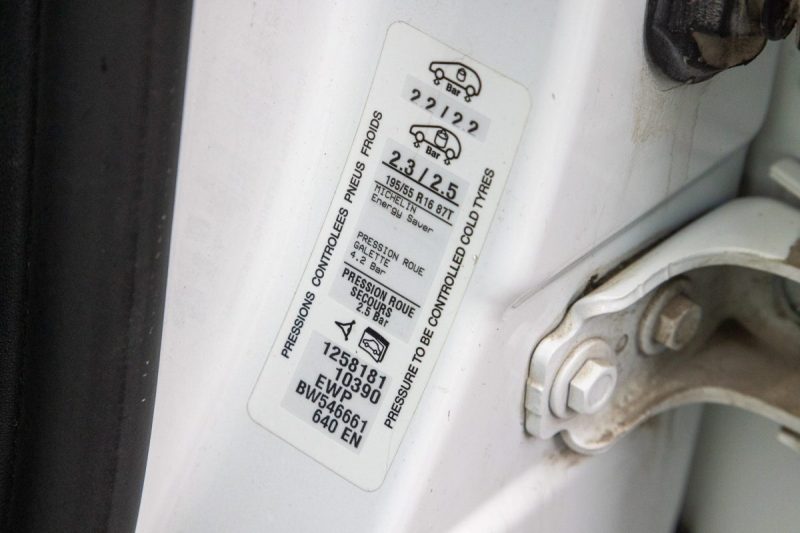 Bar
2.2 / 2.2
Bar
2.3 / 2.5
195/55 R16 87T
MICHELIN
Energy Saver
PRESSION ROUE
GALETTE
4.2 Bar
PRESSION ROUE
SECOURS
2.5 Bar
1258181
10390
EWP
BW546661
640 EN
PRESSIONS CONTROLEES PNEUS FROIDS
PRESSURE TO BE CONTROLLED COLD TYRES